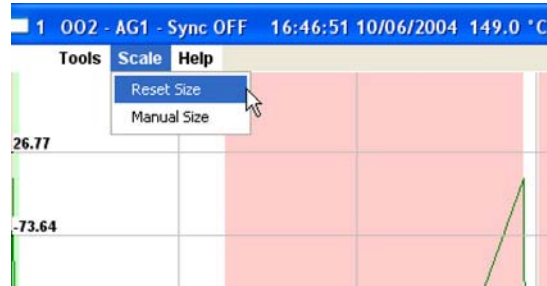 1 OO2 - AG1 - Sync OFF 16:46:51 10/06/2004 149.0 °C
Tools Scale Help
Reset Size
Manual Size
26.77
-73.64